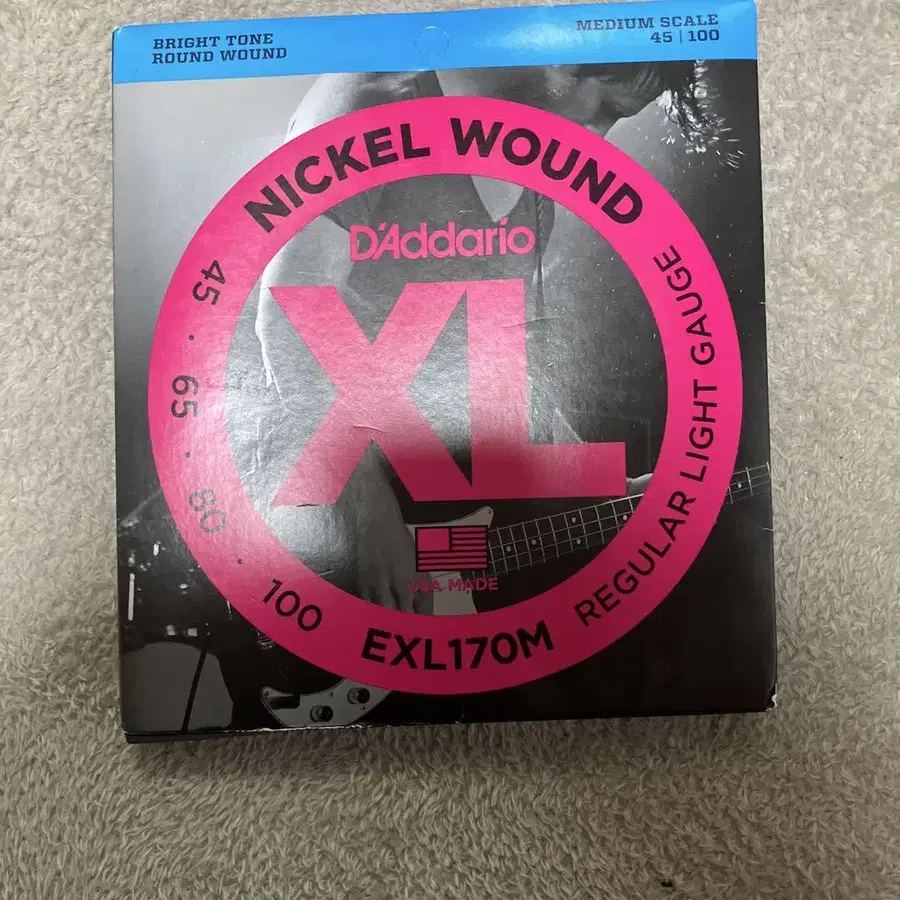 BRIGHT TONE
ROUND WOUND
MEDIUM SCALE
45 | 100
NICKEL WOUND
D'Addario
XL
45 · 65 · 80 · 100
REGULAR LIGHT GAUGE
USA MADE
EXL170M